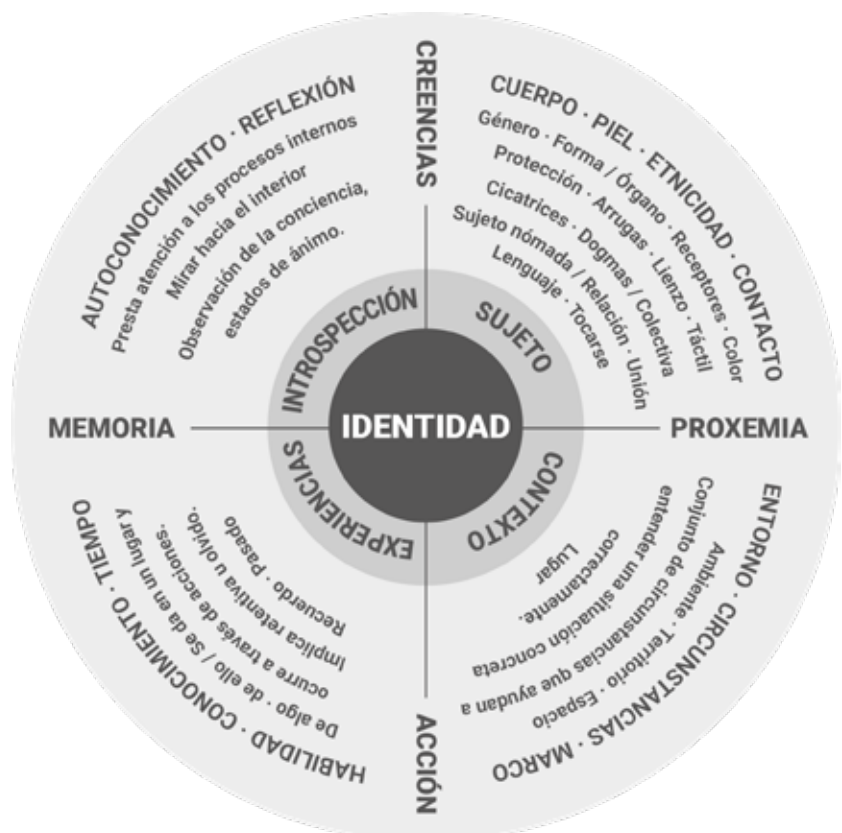 CREENCIAS
AUTOCONOCIMIENTO · REFLEXIÓN
Presta atención a los procesos internos
Mirar hacia el interior
Observación de la conciencia,
estados de ánimo.
CUERPO · PIEL · ETNICIDAD · CONTACTO
Género · Forma / Órgano · Receptores · Color
Protección · Arrugas · Lienzo · Táctil
Cicatrices · Dogmas / Colectiva
Sujeto nómada / Relación · Unión
Lenguaje · Tocarse
INTROSPECCIÓN
SUJETO
MEMORIA
IDENTIDAD
PROXEMIA
EXPERIENCIAS
CONTEXTO
HABILIDAD · CONOCIMIENTO · TIEMPO
De algo · de ello / Se da en un lugar y
ocurre a través de acciones.
Implica retentiva u olvido.
Recuerdo · Pasado
ENTORNO · CIRCUNSTANCIAS · MARCO
Ambiente · Territorio · Espacio
Conjunto de circunstancias que ayudan a
entender una situación concreta
correctamente.
Lugar
ACCIÓN